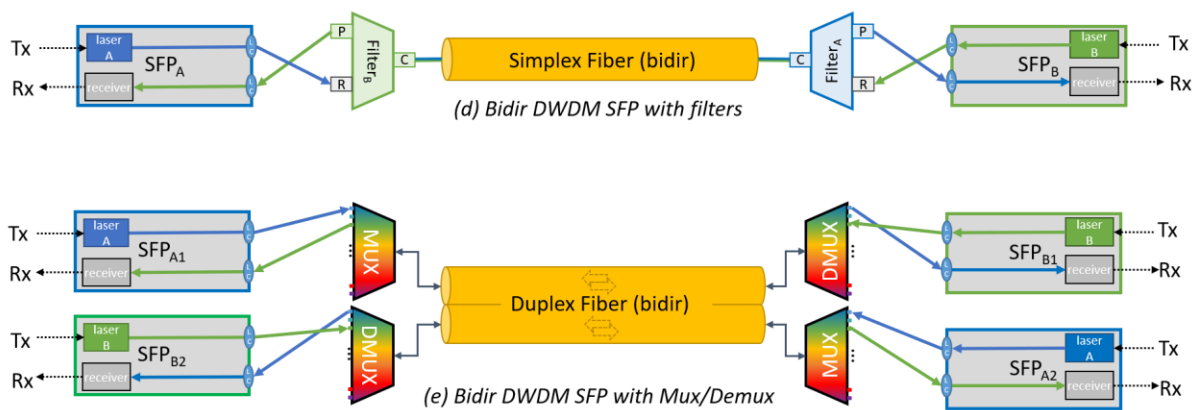 Tx
laser
A
SFPA
Rx
receiver
L
C
L
C
P
R
FilterB
C
Simplex Fiber (bidir)
C
FilterA
P
R
L
C
L
C
laser
B
Tx
SFPB
receiver
Rx
(d) Bidir DWDM SFP with filters
Tx
laser
A
SFPA1
Rx
receiver
L
C
L
C
MUX
...
Tx
laser
B
SFPB2
Rx
receiver
L
C
L
C
DMUX
...
Duplex Fiber (bidir)
DMUX
...
L
C
L
C
laser
B
Tx
SFPB1
receiver
Rx
MUX
...
L
C
L
C
laser
A
Tx
SFPA2
receiver
Rx
(e) Bidir DWDM SFP with Mux/Demux